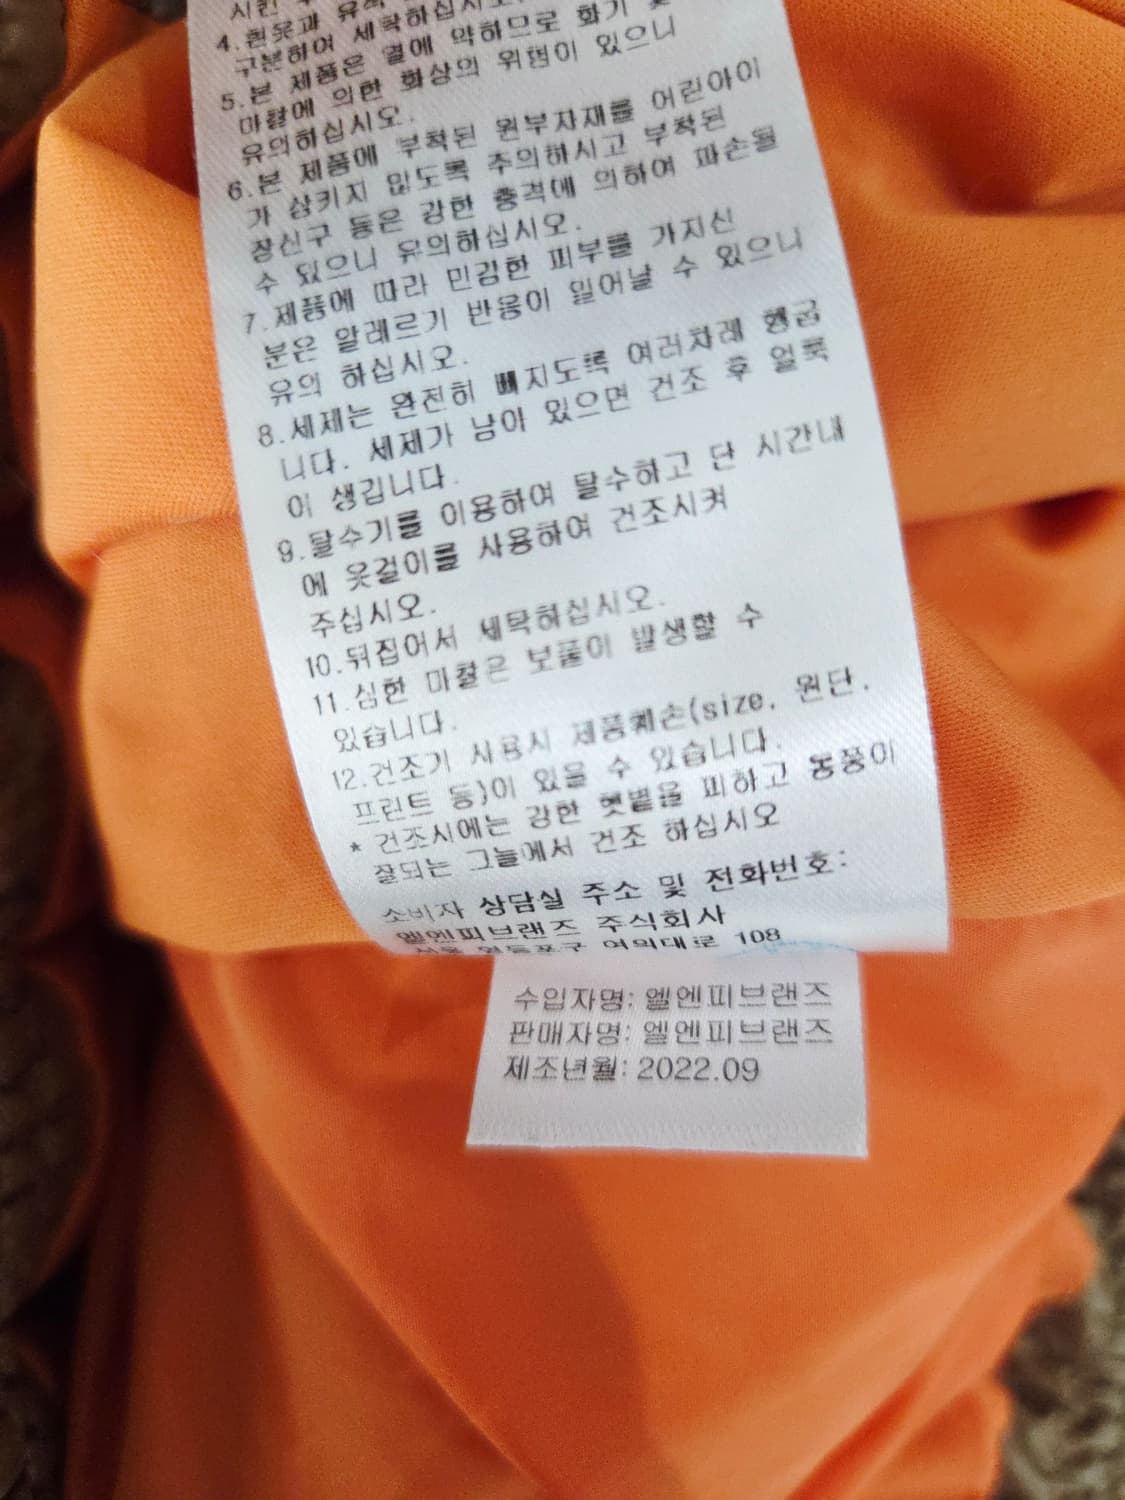 시킨
4.흰옷과 유색
구분하여 세탁하십시오.
5.본 제품은 열에 약하므로 화기 및
마찰에 의한 화상의 위험이 있으니
유의하십시오.
6.본 제품에 부착된 원부자재를 어린아이
가 삼키지 않도록 주의하시고 부착된
장신구 등은 강한 충격에 의하여 파손될
수 있으니 유의하십시오.
7.제품에 따라 민감한 피부를 가지신
분은 알레르기 반응이 일어날 수 있으니
유의 하십시오.
8.세제는 완전히 빠지도록 여러차례 헹굽
니다. 세제가 남아 있으면 건조 후 얼룩
이 생깁니다.
9.탈수기를 이용하여 탈수하고 단 시간내
에 옷걸이를 사용하여 건조시켜
주십시오.
10.뒤집어서 세탁하십시오.
11.심한 마찰은 보풀이 발생할 수
있습니다.
12.건조기 사용시 제품훼손(size, 원단.
프린트 등)이 있을 수 있습니다.
* 건조시에는 강한 햇볕을 피하고 통풍이
잘되는 그늘에서 건조 하십시오
소비자 상담실 주소 및 전화번호:
엘엔피브랜즈 주식회사
서울 영등포구 여의대로 108
수입자명: 엘엔피브랜즈
판매자명: 엘엔피브랜즈
제조년월: 2022.09